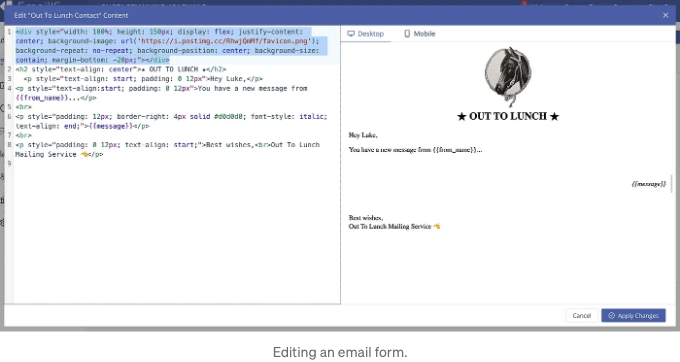 Edit "Out To Lunch Contact" Content
1 <div style="width: 100%; height: 150px; display: flex; justify-content:
center; background-image: url('https://i.postimg.cc/RhwjQmMf/favicon.png');
background-repeat: no-repeat; background-position: center; background-size:
contain; margin-bottom: -20px;"></div>
2 <h2 style="text-align: center">★ OUT TO LUNCH ★</h2>
3 <p style="text-align: start; padding: 0 12px">Hey Luke,</p>
4 <p style="text-align:start; padding: 0 12px">You have a new message from
{{from_name}}...</p>
5 <br>
6 <p style="padding: 12px; border-right: 4px solid #d0d0d0; font-style: italic;
text-align: end;">{{message}}</p>
7 <br>
8 <p style="padding: 0 12px; text-align: start;">Best wishes,<br>Out To Lunch
Mailing Service 🐴</p>
9
Desktop
Mobile
★ OUT TO LUNCH ★
Hey Luke,
You have a new message from {{from_name}}...
{{message}}
Best wishes,
Out To Lunch Mailing Service
Cancel
Apply Changes
Editing an email form.